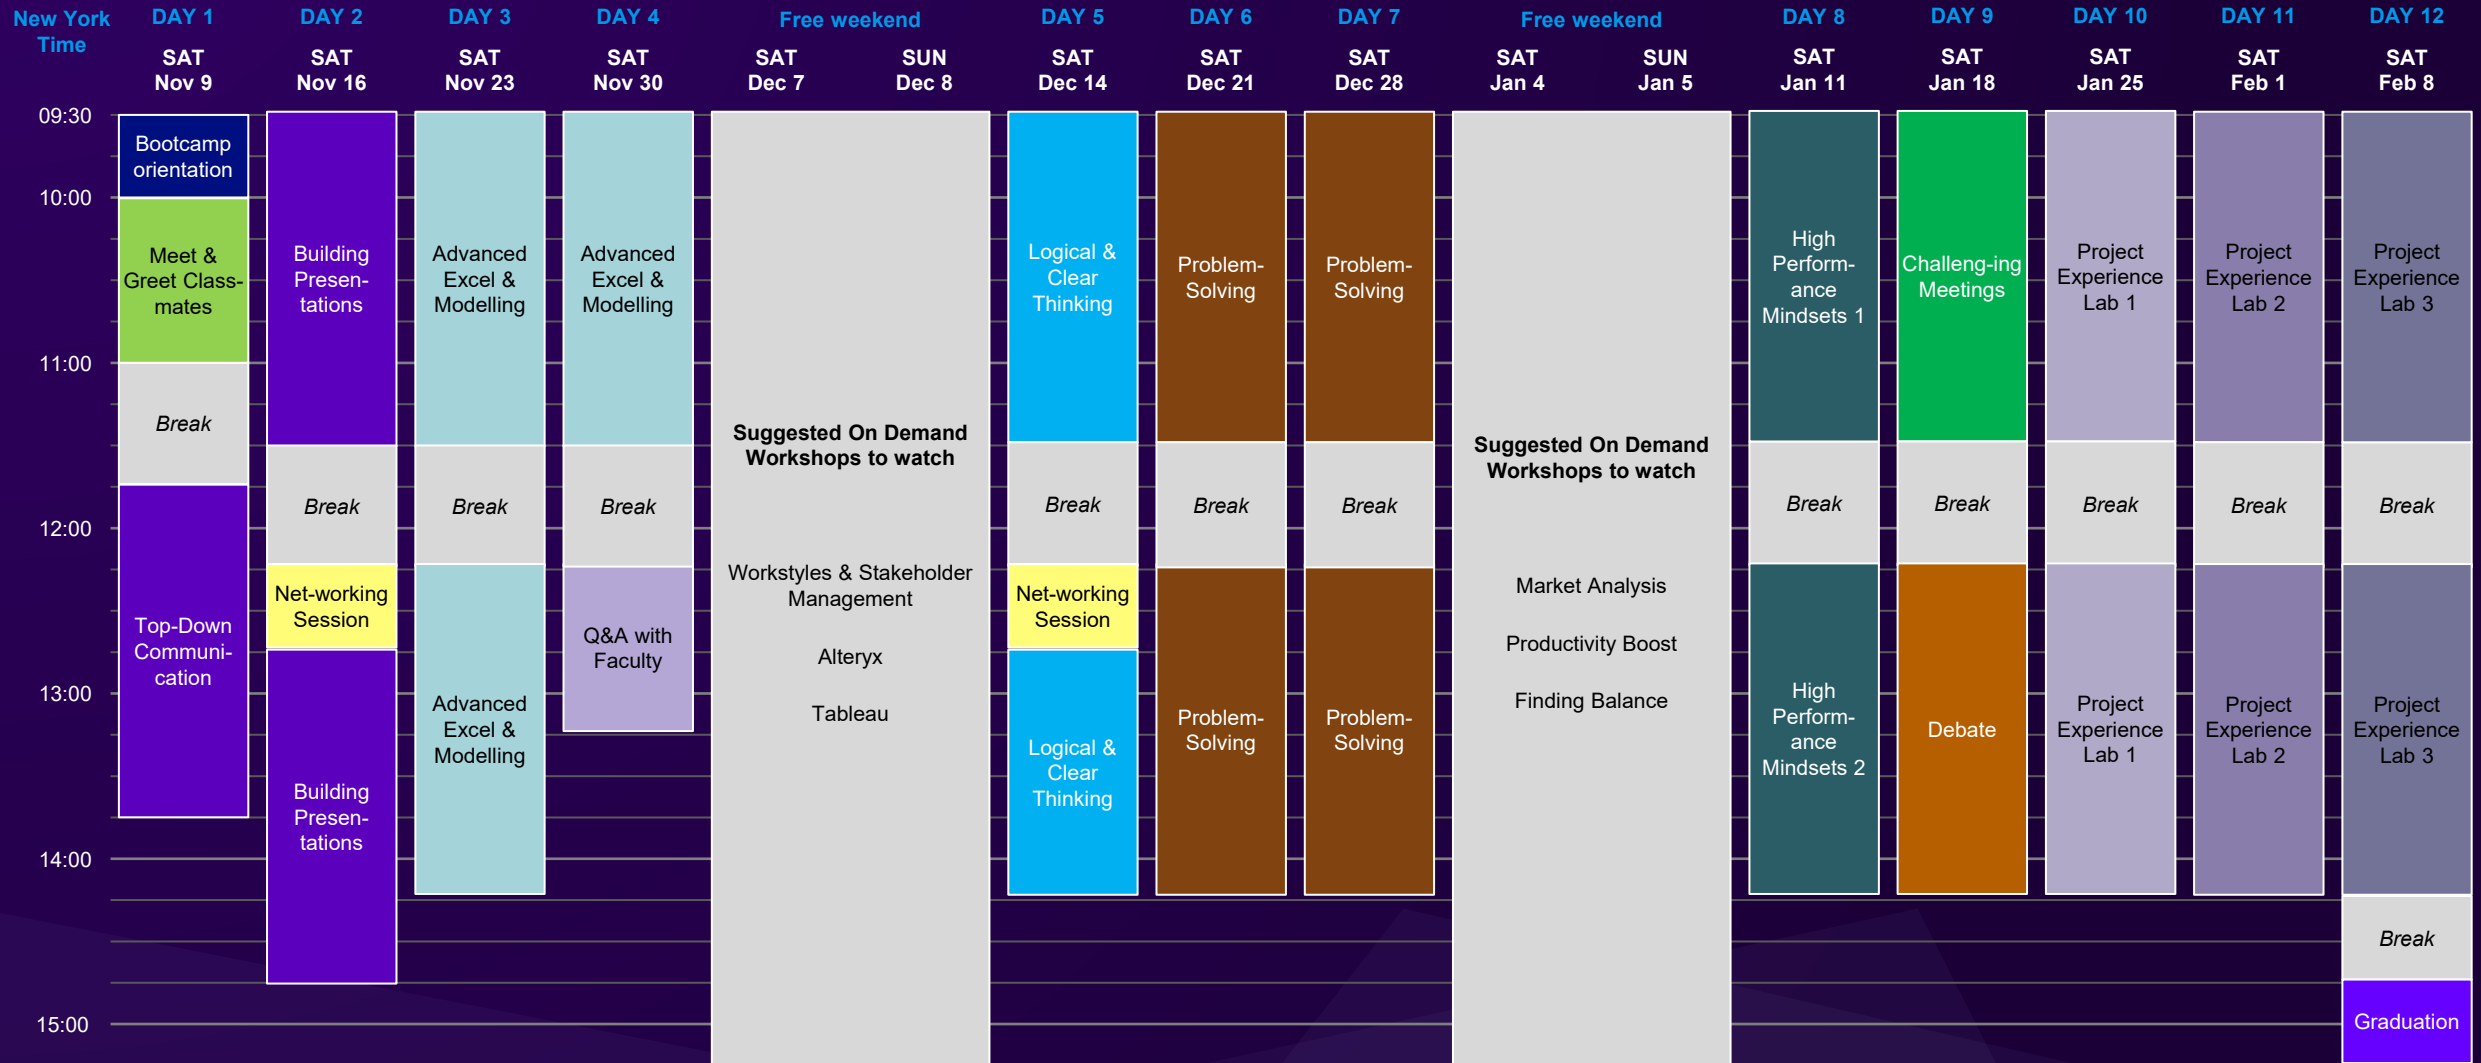 New York
Time
DAY 1
SAT
Nov 9
DAY 2
SAT
Nov 16
DAY 3
SAT
Nov 23
DAY 4
SAT
Nov 30
Free weekend
SAT
Dec 7
SUN
Dec 8
DAY 5
SAT
Dec 14
DAY 6
SAT
Dec 21
DAY 7
SAT
Dec 28
Free weekend
SAT
Jan 4
SUN
Jan 5
DAY 8
SAT
Jan 11
DAY 9
SAT
Jan 18
DAY 10
SAT
Jan 25
DAY 11
SAT
Feb 1
DAY 12
SAT
Feb 8
09:30
10:00
11:00
12:00
13:00
14:00
15:00
Bootcamp
orientation
Meet &
Greet Class-
mates
Break
Top-Down
Communi-
cation
Building
Presen-
tations
Break
Net-working
Session
Building
Presen-
tations
Advanced
Excel &
Modelling
Break
Advanced
Excel &
Modelling
Advanced
Excel &
Modelling
Break
Q&A with
Faculty
Suggested On Demand
Workshops to watch
Workstyles & Stakeholder
Management
Alteryx
Tableau
Logical &
Clear
Thinking
Break
Net-working
Session
Logical &
Clear
Thinking
Problem-
Solving
Break
Problem-
Solving
Problem-
Solving
Break
Problem-
Solving
Suggested On Demand
Workshops to watch
Market Analysis
Productivity Boost
Finding Balance
High
Perform-
ance
Mindsets 1
Break
High
Perform-
ance
Mindsets 2
Challeng-ing
Meetings
Break
Debate
Project
Experience
Lab 1
Break
Project
Experience
Lab 1
Project
Experience
Lab 2
Break
Project
Experience
Lab 2
Project
Experience
Lab 3
Break
Project
Experience
Lab 3
Break
Graduation